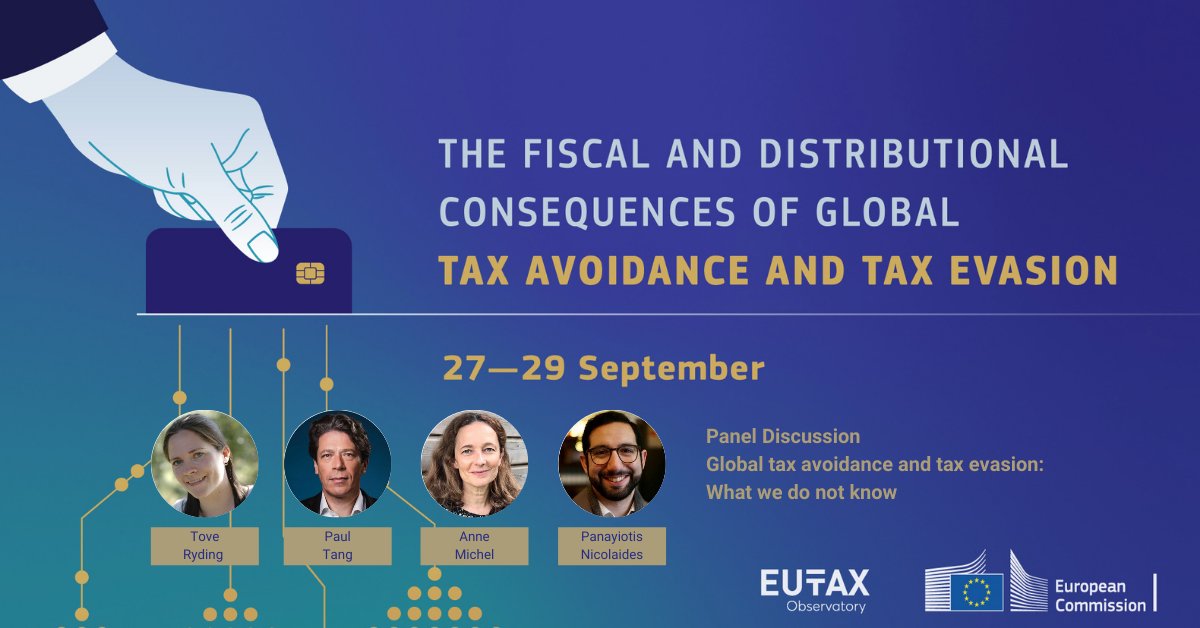 THE FISCAL AND DISTRIBUTIONAL
CONSEQUENCES OF GLOBAL
TAX AVOIDANCE AND TAX EVASION
27—29 September
Panel Discussion
Global tax avoidance and tax evasion:
What we do not know
Tove
Ryding
Paul
Tang
Anne
Michel
Panayiotis
Nicolaides
EUTAX
Observatory
European
Commission